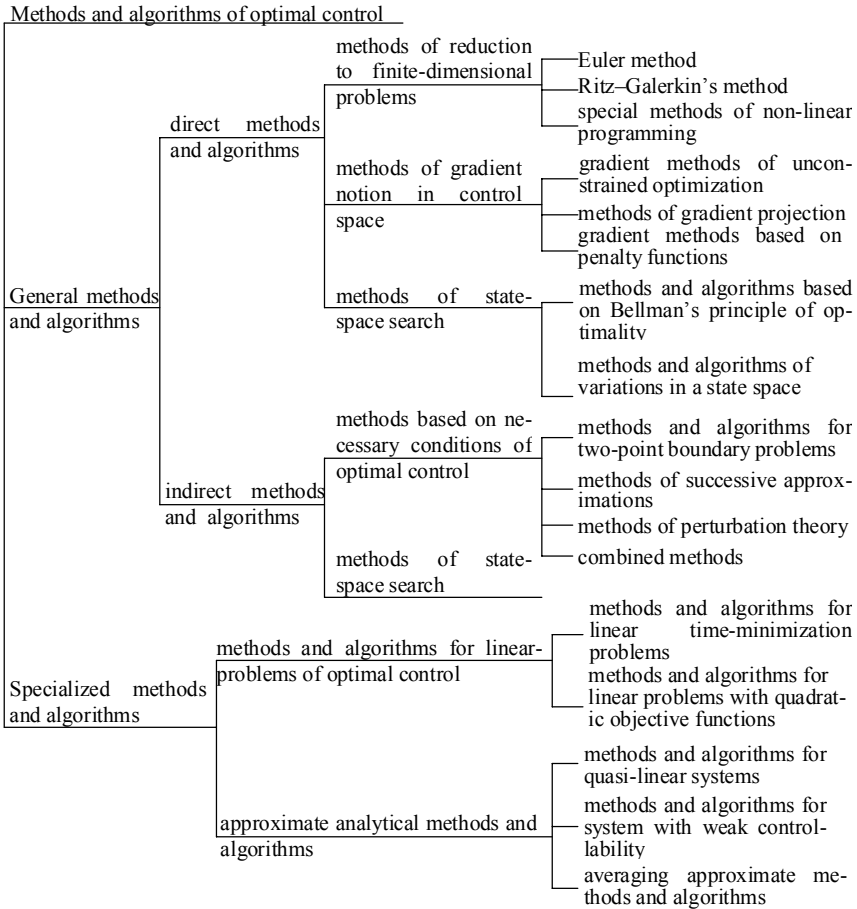 Methods and algorithms of optimal control
General methods
and algorithms
direct methods
and algorithms
methods of reduction
to finite-dimensional
problems
Euler method
Ritz–Galerkin's method
special methods of non-linear
programming
methods of gradient
notion in control
space
gradient methods of uncon-
strained optimization
methods of gradient projection
gradient methods based on
penalty functions
methods of state-
space search
methods and algorithms based
on Bellman's principle of op-
timality
methods and algorithms of
variations in a state space
indirect methods
and algorithms
methods based on ne-
cessary conditions of
optimal control
methods and algorithms for
two-point boundary problems
methods of successive approx-
imations
methods of perturbation theory
combined methods
methods of state-
space search
Specialized methods
and algorithms
methods and algorithms for linear-
problems of optimal control
methods and algorithms for
linear time-minimization
problems
methods and algorithms for
linear problems with quadrat-
ic objective functions
approximate analytical methods and
algorithms
methods and algorithms for
quasi-linear systems
methods and algorithms for
system with weak control-
lability
averaging approximate me-
thods and algorithms